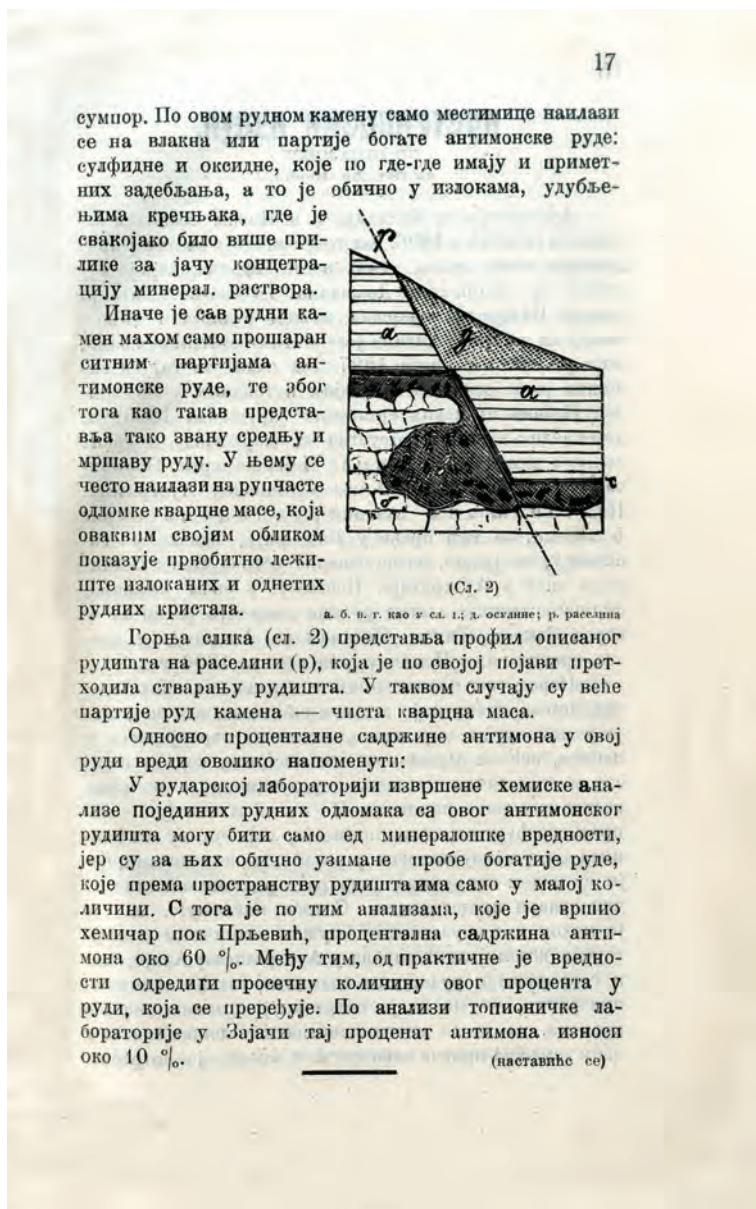 17
сумпор. По овом рудном камену само местимице наилази
се на влакна или партије богате антимонске руде:
сулфидне и оксидне, које по где-где имају и примет-
них задебљања, а то је обично у излокама, удубље-
њима кречњака, где је
свакојако било више при-
лике за јачу концетра-
цију минерал. раствора.
Иначе је сав рудни ка-
мен махом само прошаран
ситним партијама ан-
тимонске руде, те због
тога као такав предста-
вља тако звану средњу и
мршаву руду. У њему се
често наилази на рупчасте
одломке кварцне масе, која
оваквим својим обликом
показује првобитно лежи-
ште излоканих и однетих
рудних кристала.
р
а
д
а
в
б
(Сл. 2)
а. б. в. г. као у сл. 1.; д. осулине; р. раселина
Горња слика (сл. 2) представља профил описаног
рудишта на раселини (р), која је по својој појави прет-
ходила стварању рудишта. У таквом случају су веће
партије руд камена — чиста кварцна маса.
Односно проценталне садржине антимона у овој
руди вреди оволико напоменути:
У рударској лабораторији извршене хемиске ана-
лизе појединих рудних одломака са овог антимонског
рудишта могу бити само ед минералошке вредности,
јер су за њих обично узимане пробе богатије руде,
које према пространству рудишта има само у малој ко-
личини. С тога је по тим анализама, које је вршио
хемичар пок Прљевић, процентална садржина анти-
мона око 60 %. Међу тим, од практичне је вредно-
сти одредити просечну количину овог процента у
руди, која се пререћује. По анализи топионичке ла-
бораторије у Зајачи тај проценат антимона износи
око 10 %.
(наставиће се)